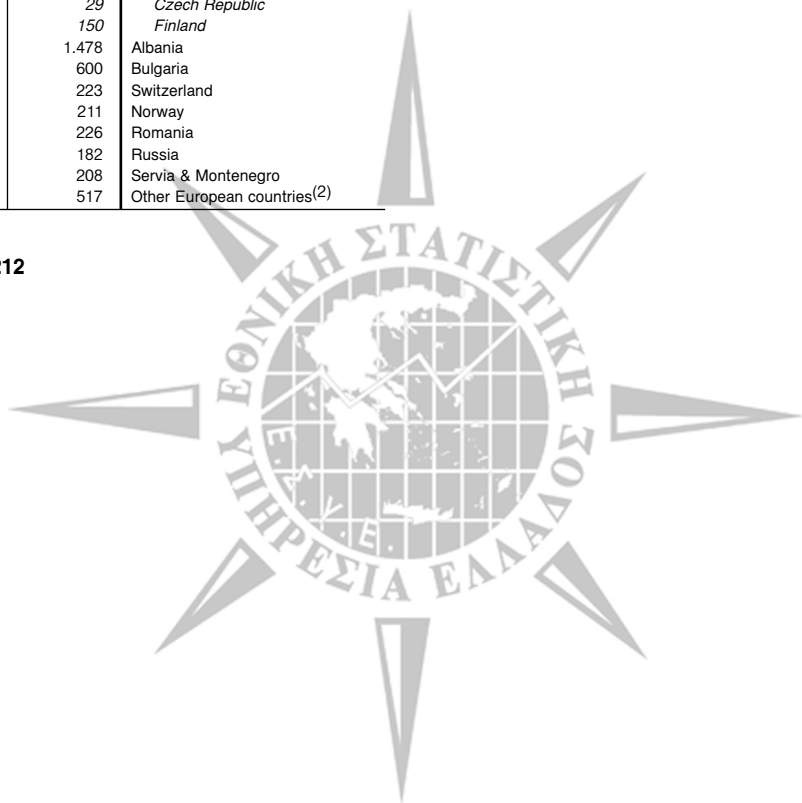 29 Czech Republic
150 Finland
1.478 Albania
600 Bulgaria
223 Switzerland
211 Norway
226 Romania
182 Russia
208 Servia & Montenegro
517 Other European countries(2)
212
ΕΘΝΙΚΗ ΣΤΑΤΙΣΤΙΚΗ
ΥΠΗΡΕΣΙΑ ΕΛΛΑΔΟΣ
Ε.Σ.Υ.Ε.